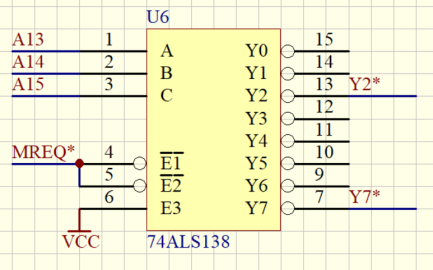 U6
A13 1 A Y0 15
A14 2 B Y1 14
A15 3 C Y2 13 Y2*
Y3 12
Y4 11
MREQ* 4 E1 Y5 10
5 E2 Y6 9
6 E3 Y7 7 Y7*
VCC 74ALS138